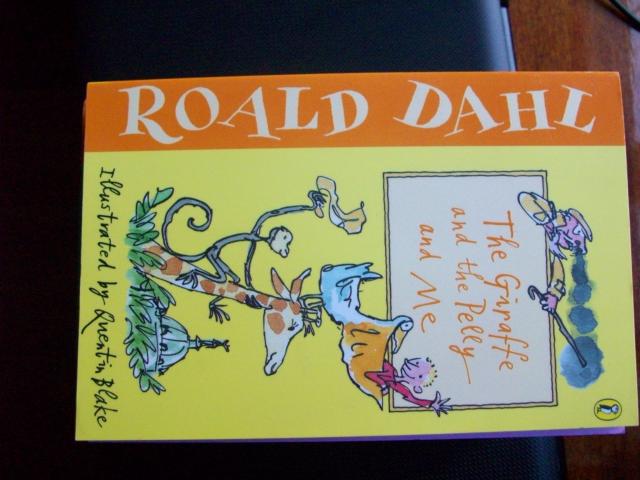 ROALD DAHL
The Giraffe
and the Pelly
and Me
Illustrated by Quentin Blake